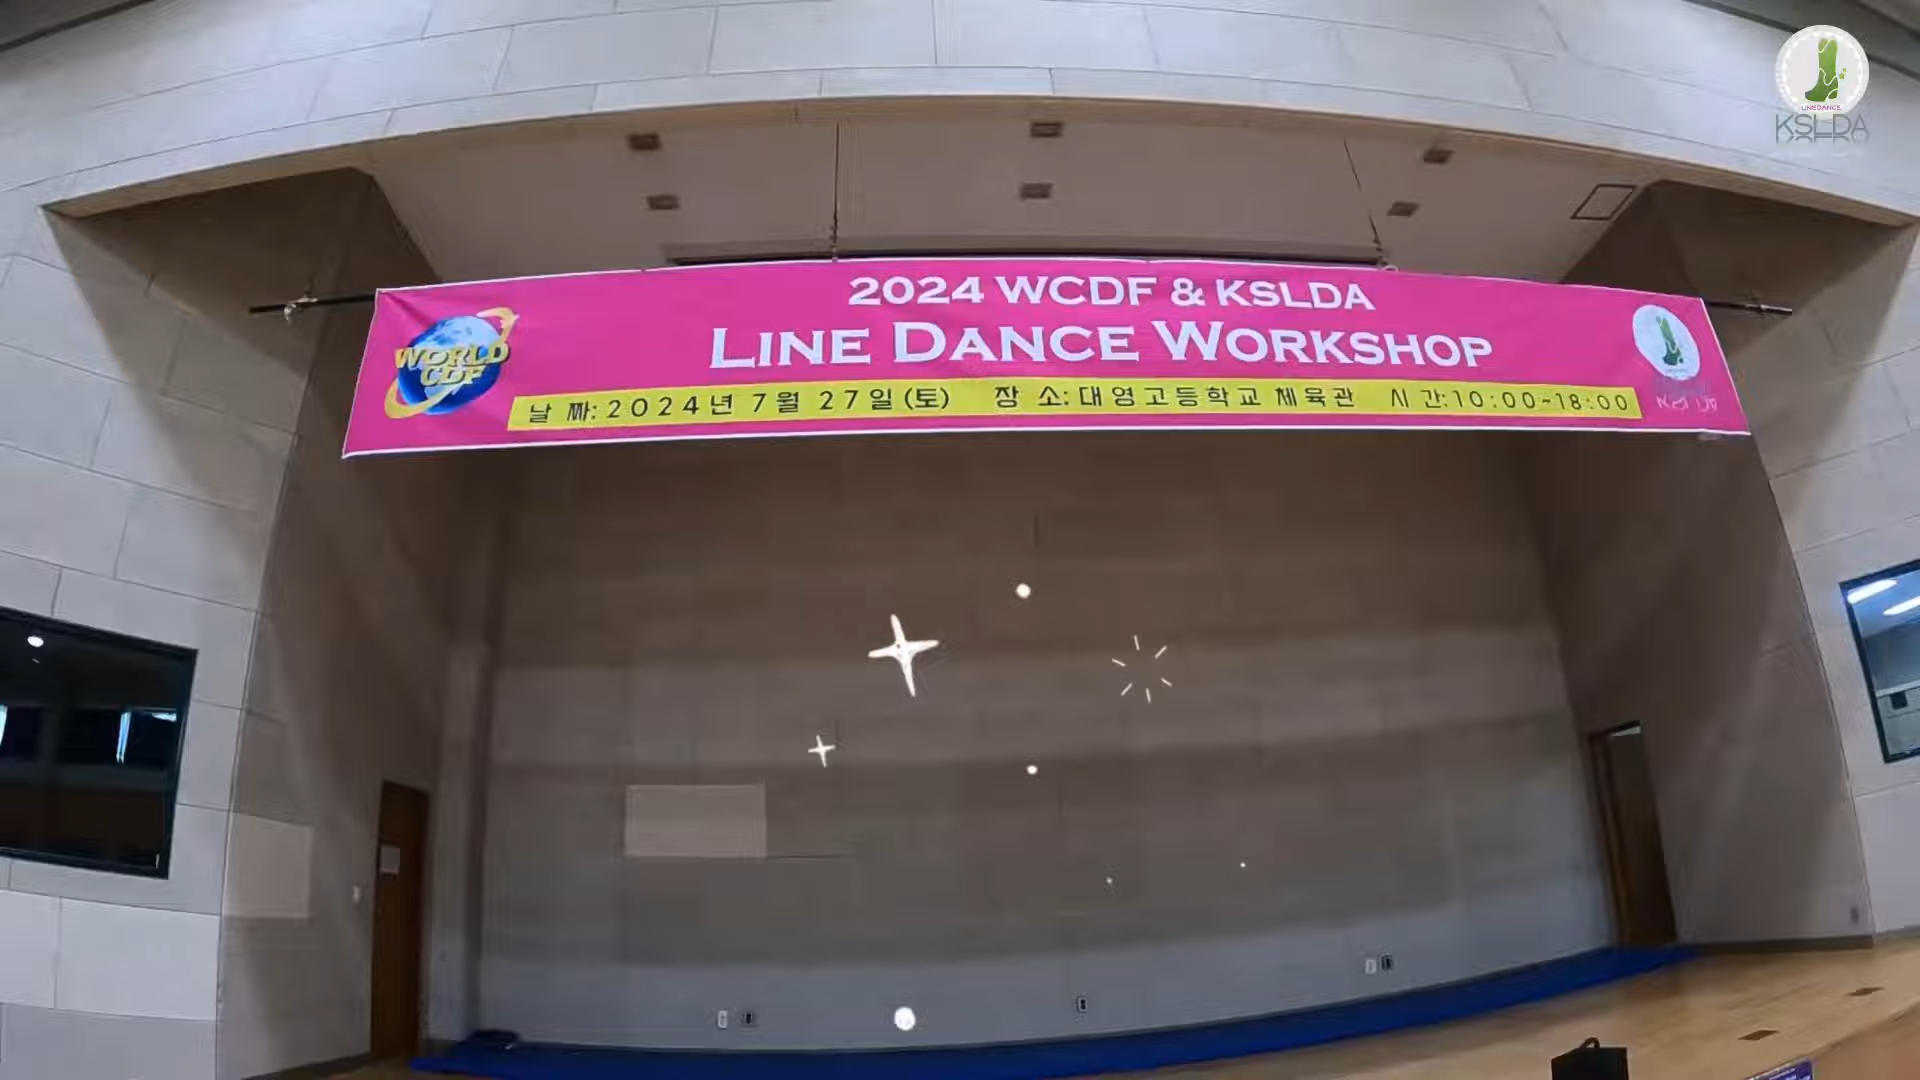 LINEDANCE
KSLDA
2024 WCDF & KSLDA
LINE DANCE WORKSHOP
WORLD
CDF
날 짜: 2024년 7월 27일 (토) 장 소: 대영고등학교 체육관 시 간: 10:00~18:00